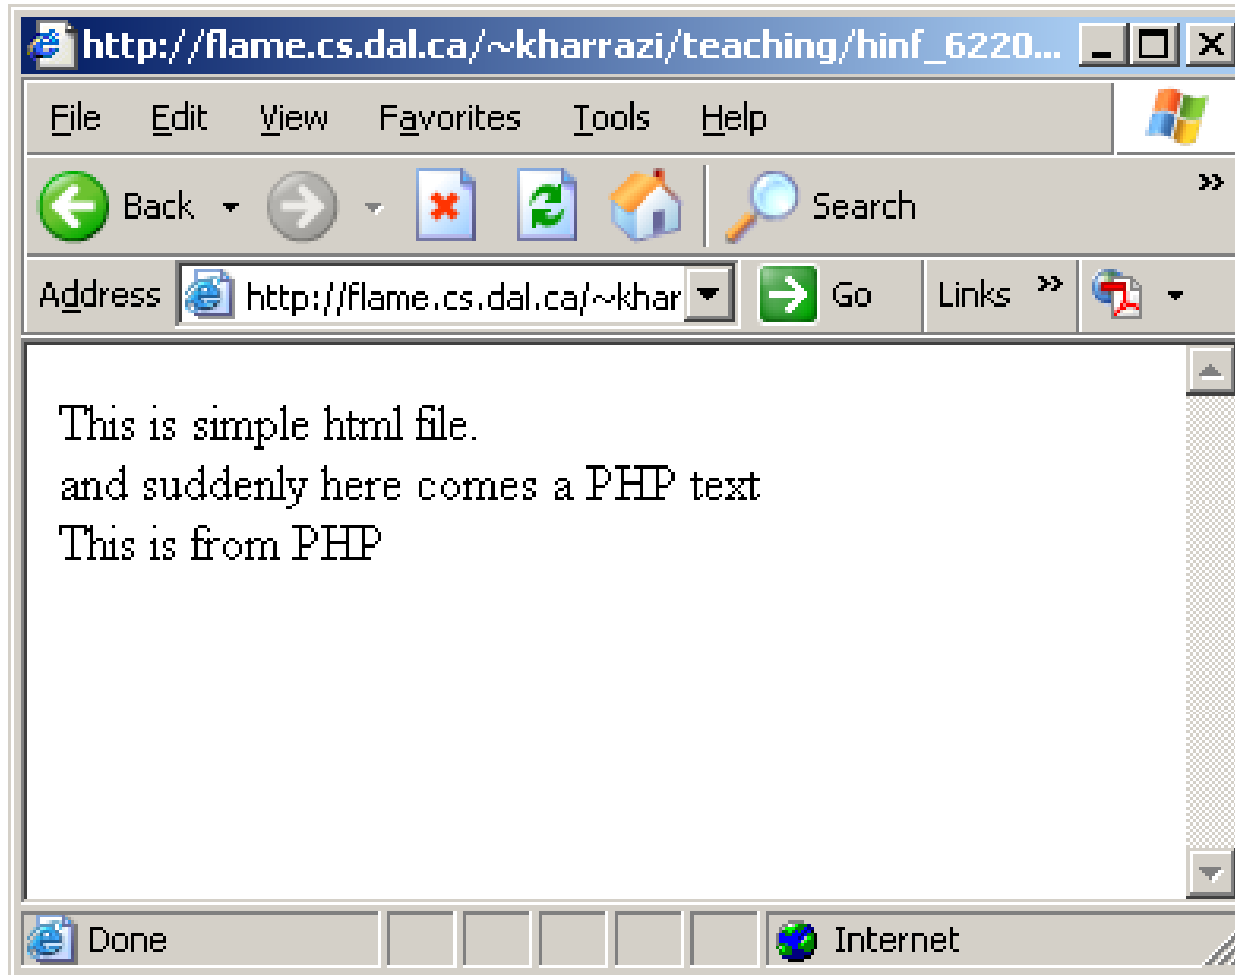 http://flame.cs.dal.ca/~kharrazi/teaching/hinf_6220...
File Edit View Favorites Tools Help
Back Search »
Address http://flame.cs.dal.ca/~khar Go Links »
This is simple html file.
and suddenly here comes a PHP text
This is from PHP
Done Internet